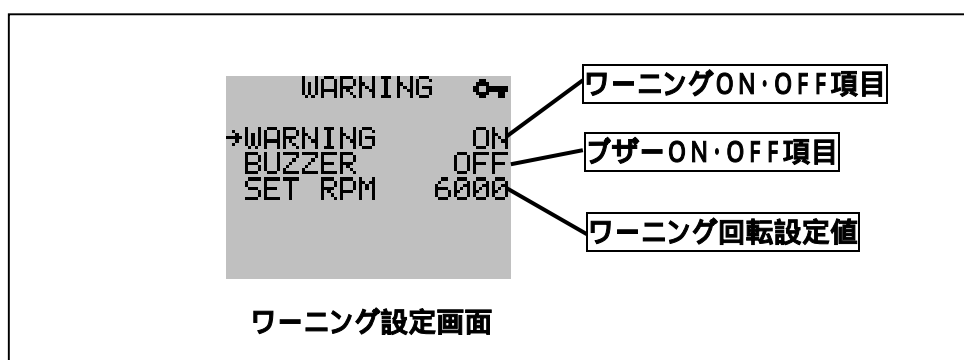 WARNING
→WARNING ON
BUZZER OFF
SET RPM 6000
ワーニングON・OFF項目
ブザーON・OFF項目
ワーニング回転設定値
ワーニング設定画面